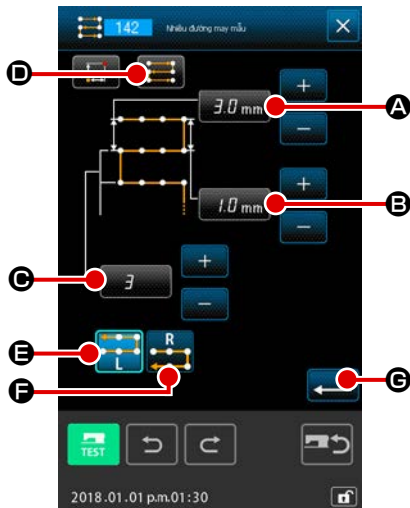 142 Nhiều đường may mẫu
D
3.0 mm
A
+
−
1.0 mm
B
+
−
C
3
+
−
E
L
R
F
G
TEST
2018.01.01 p.m.01:30